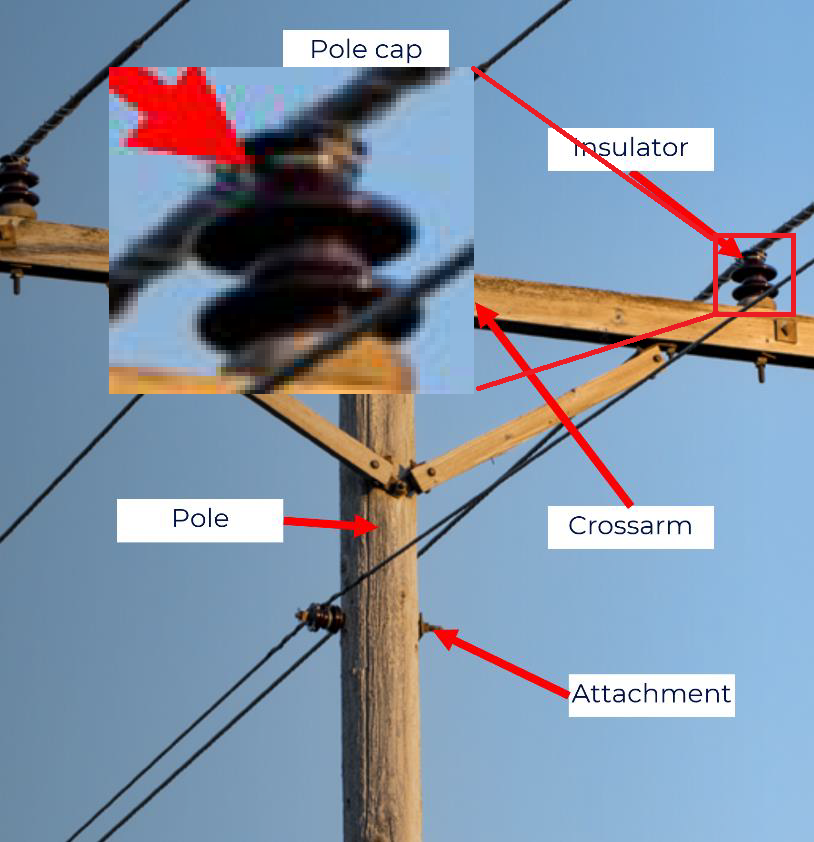 Pole cap
Insulator
Pole
Crossarm
Attachment